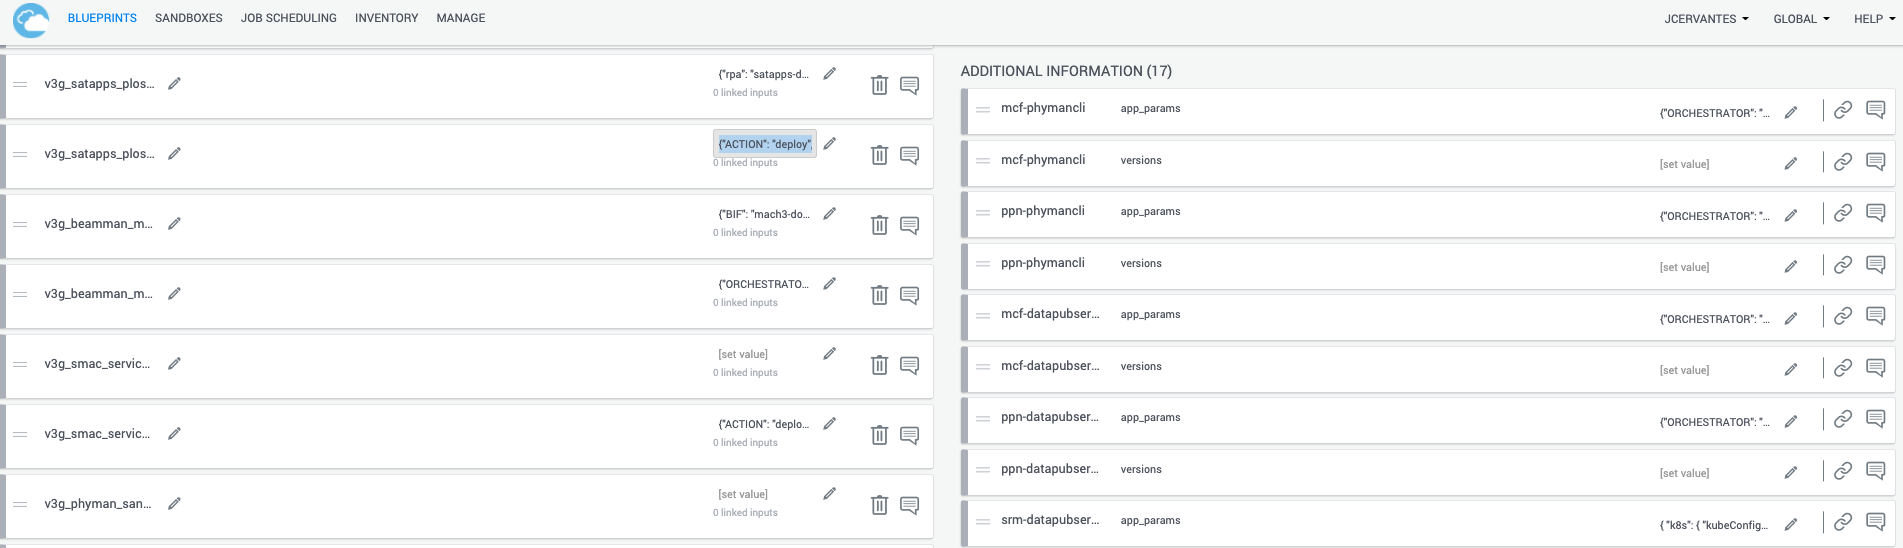 BLUEPRINTS SANDBOXES JOB SCHEDULING INVENTORY MANAGE JCERVANTES GLOBAL HELP
v3g_satapps_plos... {"rpa": "satapps-d...
0 linked inputs
v3g_satapps_plos... {"ACTION": "deploy",
0 linked inputs
v3g_beamman_m... {"BIF": "mach3-do...
0 linked inputs
v3g_beamman_m... {"ORCHESTRATO...
0 linked inputs
v3g_smac_servic... [set value]
0 linked inputs
v3g_smac_servic... {"ACTION": "deplo...
0 linked inputs
v3g_phyman_san... [set value]
0 linked inputs
ADDITIONAL INFORMATION (17)
mcf-phymancli app_params {"ORCHESTRATOR": "...
mcf-phymancli versions [set value]
ppn-phymancli app_params {"ORCHESTRATOR": "...
ppn-phymancli versions [set value]
mcf-datapubser... app_params {"ORCHESTRATOR": "...
mcf-datapubser... versions [set value]
ppn-datapubser... app_params {"ORCHESTRATOR": "...
ppn-datapubser... versions [set value]
srm-datapubser... app_params { "k8s": { "kubeConfig...